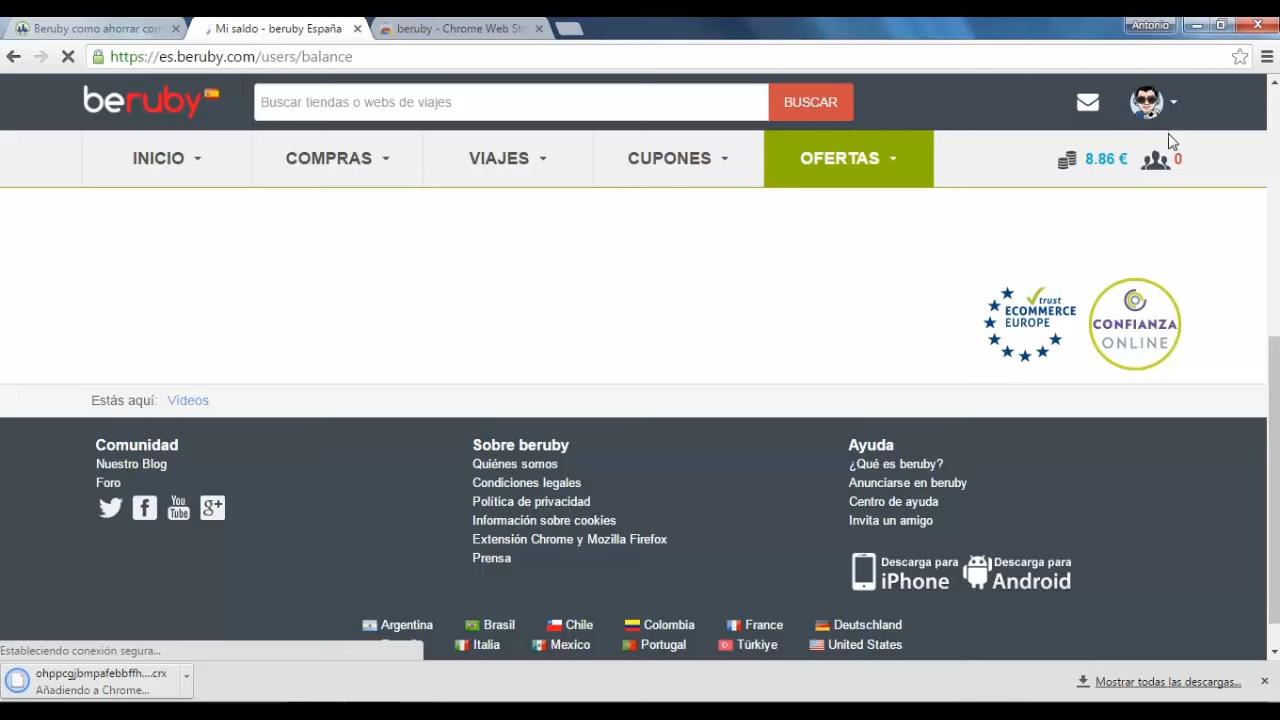 Beruby como ahorrar com
Mi saldo - beruby España
beruby - Chrome Web St
Antonio
https://es.beruby.com/users/balance
beruby
Buscar tiendas o webs de viajes
BUSCAR
INICIO
COMPRAS
VIAJES
CUPONES
OFERTAS
8.86 €
0
trust
ECOMMERCE
EUROPE
CONFIANZA
ONLINE
Estás aquí: Vídeos
Comunidad
Nuestro Blog
Foro
You
Tube
g+
Sobre beruby
Quiénes somos
Condiciones legales
Política de privacidad
Información sobre cookies
Extensión Chrome y Mozilla Firefox
Prensa
Ayuda
¿Qué es beruby?
Anunciarse en beruby
Centro de ayuda
Invita un amigo
Descarga para
iPhone
Descarga para
Android
Argentina Brasil Chile Colombia France Deutschland
Italia Mexico Portugal Türkiye United States
Estableciendo conexión segura...
ohppcgjbmpafebbffh....crx
Añadiendo a Chrome...
Mostrar todas las descargas...